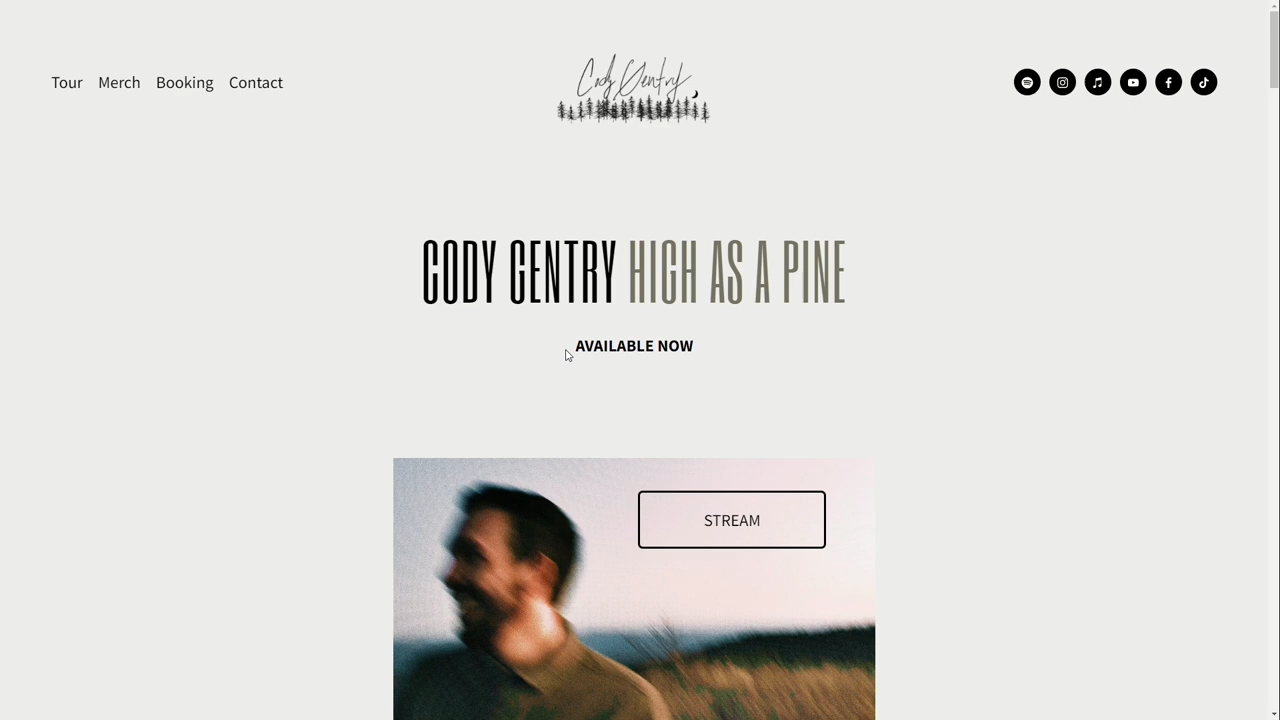 Tour Merch Booking Contact
Cody Gentry
CODY GENTRY HIGH AS A PINE
AVAILABLE NOW
STREAM